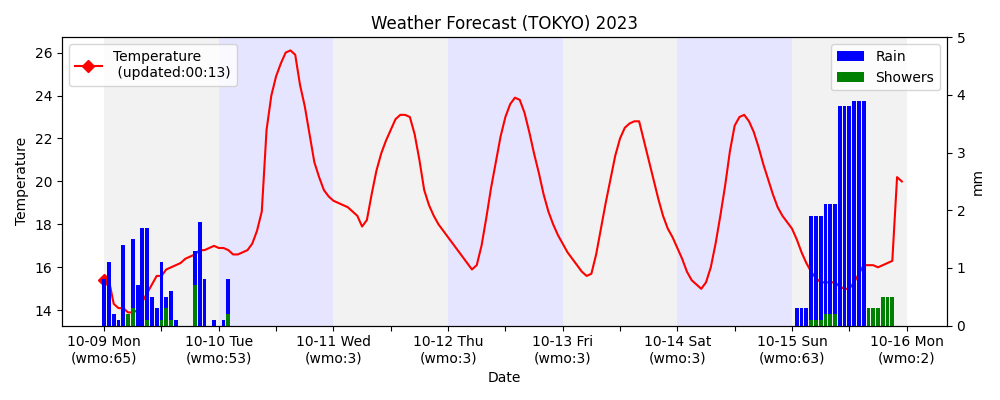 Weather Forecast (TOKYO) 2023
Temperature
(updated:00:13)
Rain
Showers
Temperature
26
24
22
20
18
16
14
5
4
3
2
1
0
mm
10-09 Mon
(wmo:65)
10-10 Tue
(wmo:53)
10-11 Wed
(wmo:3)
10-12 Thu
(wmo:3)
10-13 Fri
(wmo:3)
10-14 Sat
(wmo:3)
10-15 Sun
(wmo:63)
10-16 Mon
(wmo:2)
Date